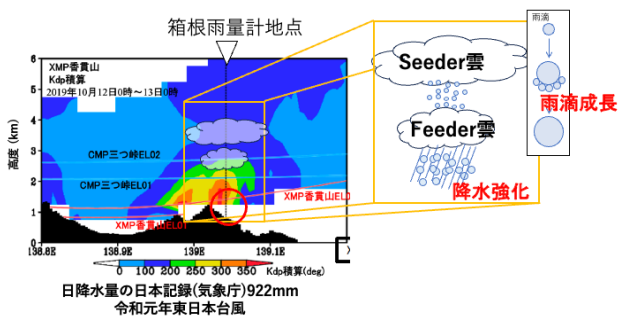 箱根雨量計地点
XMP香貫山
Kdp積算
2019年10月12日0時～13日0時
高度 (km)
6
5
4
3
2
1
0
CMP三つ峠EL02
CMP三つ峠EL01
XMP香貫山EL0
XMP香貫山EL01
138.8E
138.9E
139E
139.1E
0 100 200 250 300 350 Kdp積算(deg)
日降水量の日本記録(気象庁)922mm
令和元年東日本台風
Seeder雲
Feeder雲
降水強化
雨滴
雨滴成長